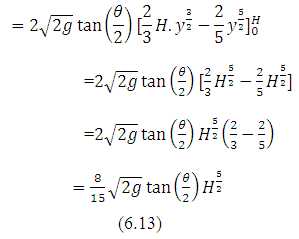 = 2√(2g) tan(θ/2) [2/3 H. y^(3/2) − 2/5 y^(5/2)]₀^H
=2√(2g) tan(θ/2) [2/3 H^(5/2) − 2/5 H^(5/2)]
=2√(2g) tan(θ/2) H^(5/2) (2/3 − 2/5)
= 8/15 √(2g) tan(θ/2) H^(5/2)
(6.13)